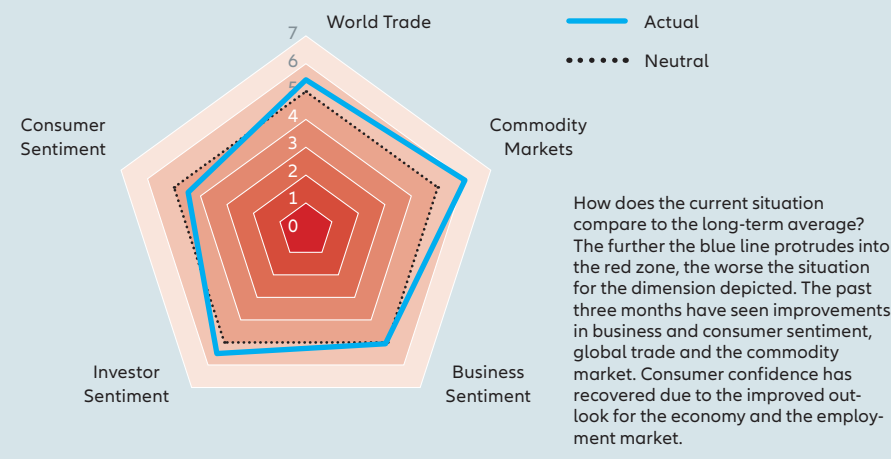 World Trade
Actual
Neutral
7
6
5
4
3
2
1
0
Consumer
Sentiment
Commodity
Markets
How does the current situation
compare to the long-term average?
The further the blue line protrudes into
the red zone, the worse the situation
for the dimension depicted. The past
three months have seen improvements
in business and consumer sentiment,
global trade and the commodity
market. Consumer confidence has
recovered due to the improved out-
look for the economy and the employ-
ment market.
Investor
Sentiment
Business
Sentiment